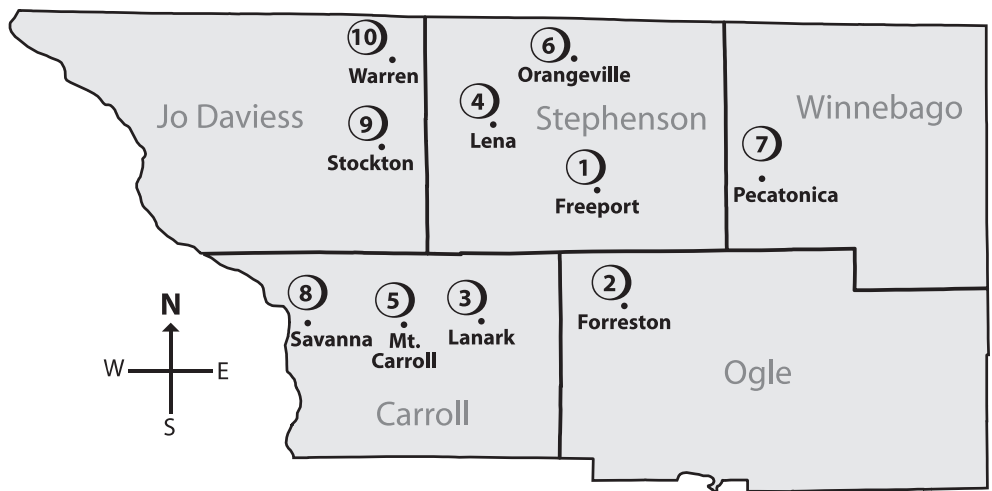 10
Warren
6
Orangeville
Jo Daviess
4
Lena
Stephenson
Winnebago
9
Stockton
7
Pecatonica
1
Freeport
8
Savanna
5
Mt.
Carroll
3
Lanark
2
Forreston
N
W
E
S
Carroll
Ogle